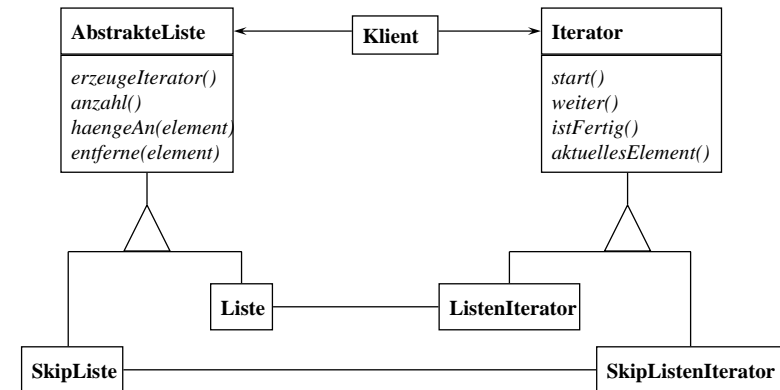 AbstrakteListe
Klient
Iterator
erzeugeIterator()
anzahl()
haengeAn(element)
entferne(element)
start()
weiter()
istFertig()
aktuellesElement()
Liste
ListenIterator
SkipListe
SkipListenIterator